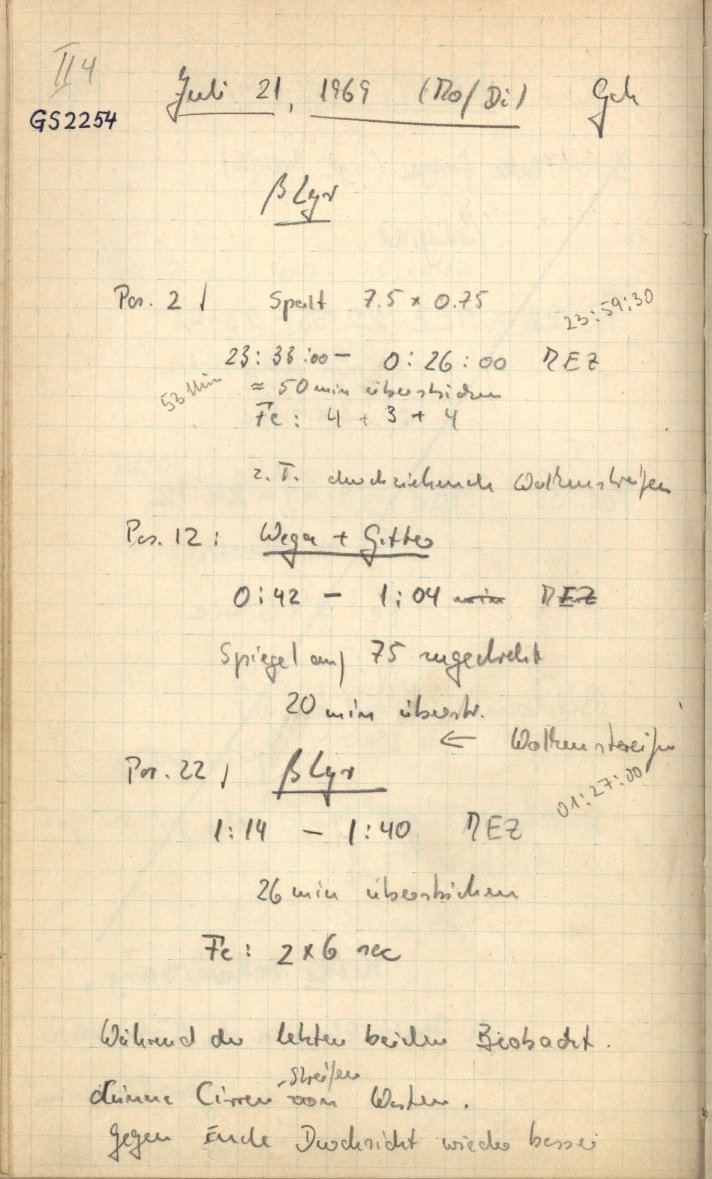 II 4
Juli 21, 1969 (Mo/Di) Geh
GS2254
β Lyr
Pos. 2 Spalt 7.5 x 0.75
23:59:30
23:33:00 – 0:26:00 MEZ
53 Min
≈ 50 min überstrichen
Fe: 4 + 3 + 4
z.T. durchziehende Wolkenstreifen
Pos. 12: Wega + Gitter
0:42 – 1:04 min MEZ
Spiegel auf 75 zugedreht
20 min überstr.
← Wolkenstreifen
Pos. 22, β Lyr
01:27:00
1:14 – 1:40 MEZ
26 min überstrichen
Fe: 2 x 6 sec
Während der letzten beiden Beobacht.
dünne Cirren-streifen von Westen.
gegen Ende Durchsicht wieder besser